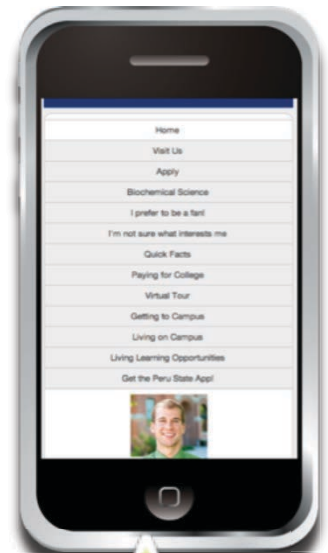 Home
Visit Us
Apply
Biochemical Science
I prefer to be a fan!
I'm not sure what interests me
Quick Facts
Paying for College
Virtual Tour
Getting to Campus
Living on Campus
Living Learning Opportunities
Get the Peru State App!